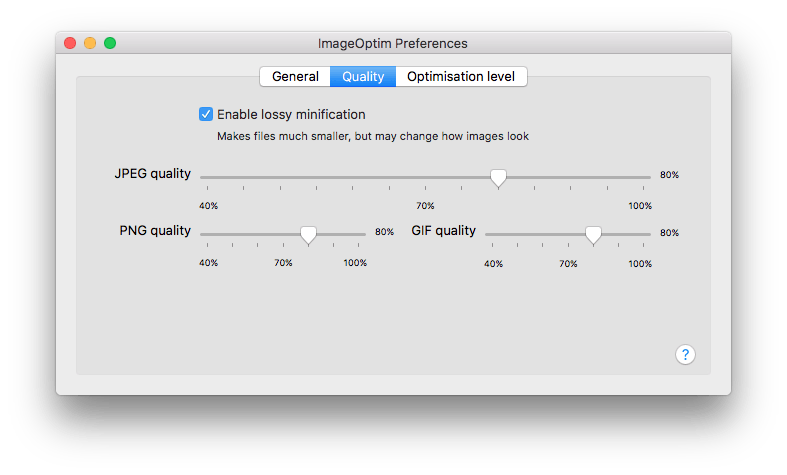 ImageOptim Preferences
General Quality Optimisation level
Enable lossy minification
Makes files much smaller, but may change how images look
JPEG quality 80%
40% 70% 100%
PNG quality 80% GIF quality 80%
40% 70% 100% 40% 70% 100%
?